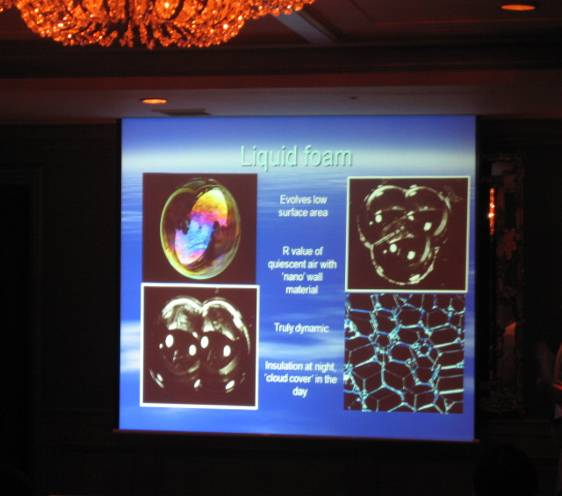 Liquid foam
Evolves low
surface area
R value of
quiescent air with
'nano' wall
material
Truly dynamic
Insulation at night,
'cloud cover' in the
day